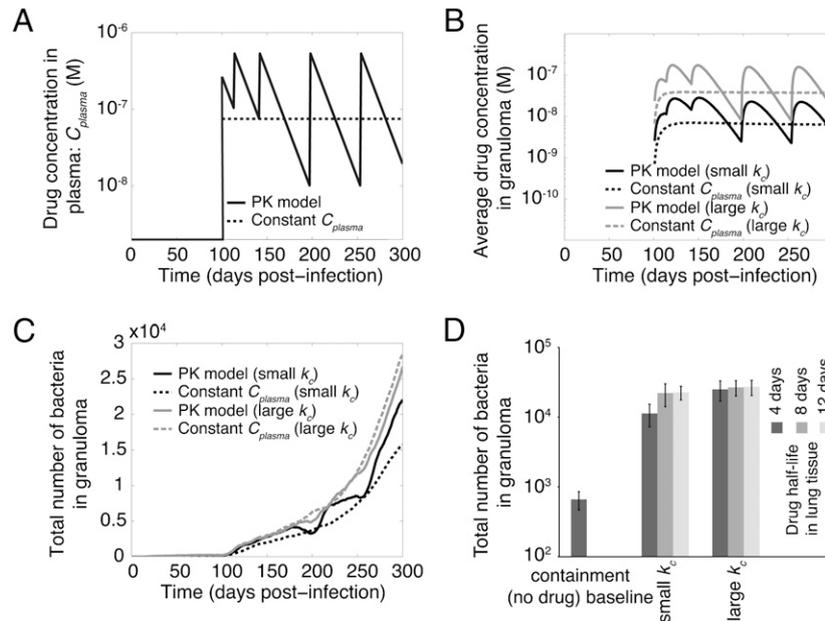 A
Drug concentration in
plasma: C_plasma (M)
10^-6
10^-7
10^-8
PK model
Constant C_plasma
0 50 100 150 200 250 300
Time (days post-infection)
B
Average drug concentration
in granuloma (M)
10^-7
10^-8
10^-9
10^-10
PK model (small k_c)
Constant C_plasma (small k_c)
PK model (large k_c)
Constant C_plasma (large k_c)
0 50 100 150 200 250 300
Time (days post-infection)
C
Total number of bacteria
in granuloma
x10^4
3
2.5
2
1.5
1
0.5
0
PK model (small k_c)
Constant C_plasma (small k_c)
PK model (large k_c)
Constant C_plasma (large k_c)
0 50 100 150 200 250 300
Time (days post-infection)
D
Total number of bacteria
in granuloma
10^5
10^4
10^3
10^2
4 days
8 days
12 days
Drug half-life
in lung tissue
containment
(no drug) baseline
small k_c
large k_c